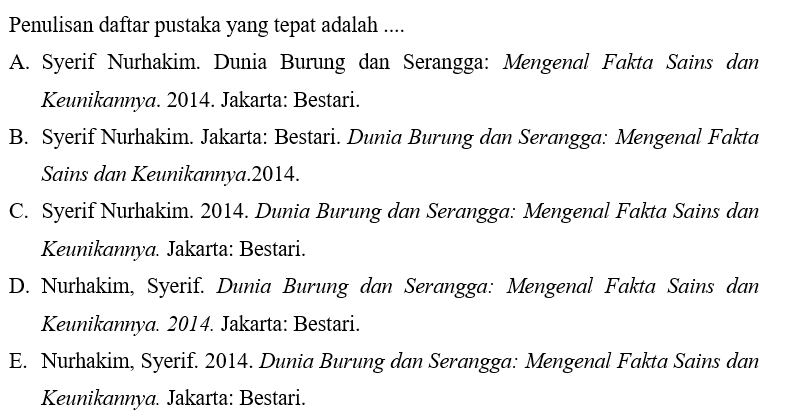 Penulisan daftar pustaka yang tepat adalah ....
A. Syerif Nurhakim. Dunia Burung dan Serangga: Mengenal Fakta Sains dan
Keunikannya. 2014. Jakarta: Bestari.
B. Syerif Nurhakim. Jakarta: Bestari. Dunia Burung dan Serangga: Mengenal Fakta
Sains dan Keunikannya.2014.
C. Syerif Nurhakim. 2014. Dunia Burung dan Serangga: Mengenal Fakta Sains dan
Keunikannya. Jakarta: Bestari.
D. Nurhakim, Syerif. Dunia Burung dan Serangga: Mengenal Fakta Sains dan
Keunikannya. 2014. Jakarta: Bestari.
E. Nurhakim, Syerif. 2014. Dunia Burung dan Serangga: Mengenal Fakta Sains dan
Keunikannya. Jakarta: Bestari.